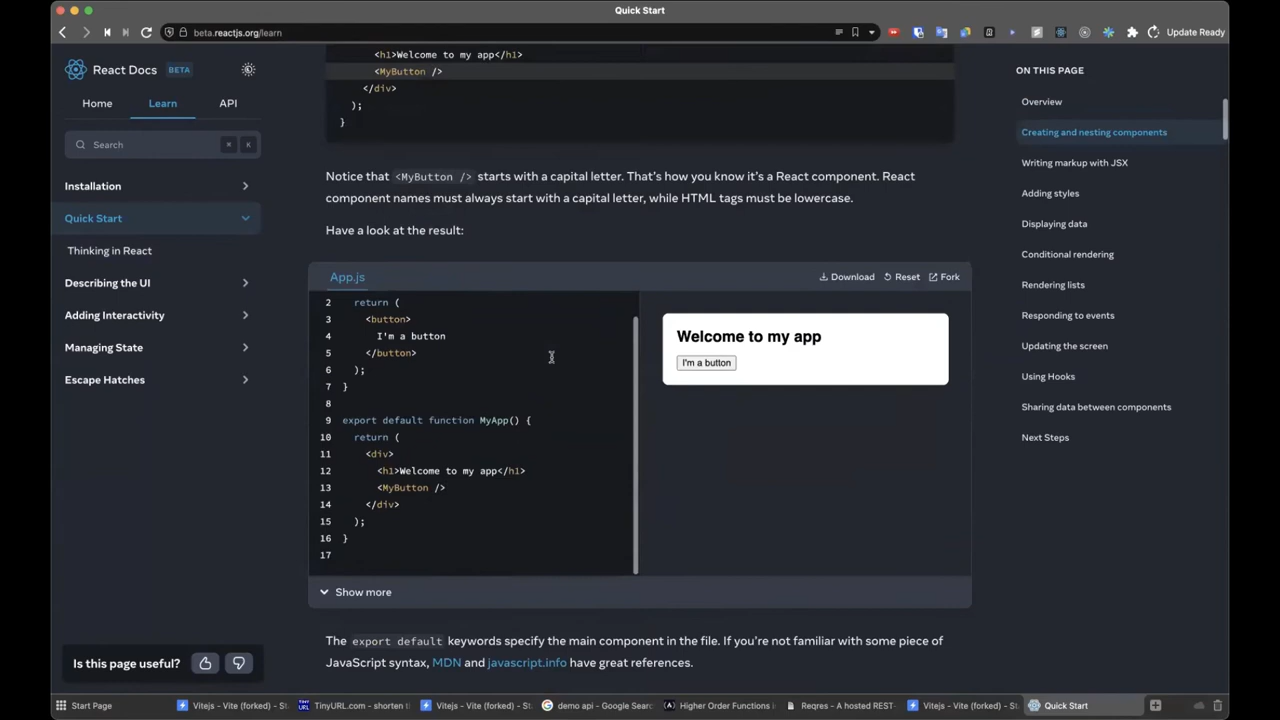 Quick Start
beta.reactjs.org/learn
Update Ready
React Docs BETA
Home Learn API
Search K
Installation
Quick Start
Thinking in React
Describing the UI
Adding Interactivity
Managing State
Escape Hatches
Is this page useful?
<h1>Welcome to my app</h1>
<MyButton />
</div>
);
}
Notice that <MyButton /> starts with a capital letter. That's how you know it's a React component. React
component names must always start with a capital letter, while HTML tags must be lowercase.
Have a look at the result:
App.js
Download Reset Fork
2 return (
3 <button>
4 I'm a button
5 </button>
6 );
7 }
8
9 export default function MyApp() {
10 return (
11 <div>
12 <h1>Welcome to my app</h1>
13 <MyButton />
14 </div>
15 );
16 }
17
Welcome to my app
I'm a button
Show more
The export default keywords specify the main component in the file. If you're not familiar with some piece of
JavaScript syntax, MDN and javascript.info have great references.
ON THIS PAGE
Overview
Creating and nesting components
Writing markup with JSX
Adding styles
Displaying data
Conditional rendering
Rendering lists
Responding to events
Updating the screen
Using Hooks
Sharing data between components
Next Steps
Start Page
Vitejs - Vite (forked) - St
TinyURL.com - shorten t
Vitejs - Vite (forked) - St
demo api - Google Sear
Higher Order Functions i
Reqres - A hosted REST-
Vitejs - Vite (forked) - St
Quick Start